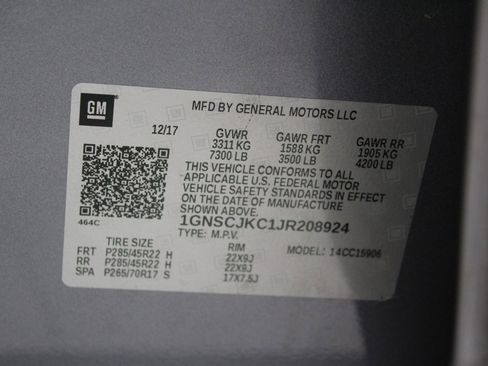 GM
MFD BY GENERAL MOTORS LLC
12/17 GVWR GAWR FRT GAWR RR
3311 KG 1588 KG 1905 KG
7300 LB 3500 LB 4200 LB
THIS VEHICLE CONFORMS TO ALL
APPLICABLE U.S. FEDERAL MOTOR
VEHICLE SAFETY STANDARDS IN EFFECT
ON THE DATE OF MANUFACTURE
SHOWN ABOVE.
464C 1GNSCJKC1JR208924
TYPE: M.P.V.
TIRE SIZE RIM MODEL: 14CC15906
FRT P285/45R22 H 22X9J
RR P285/45R22 H 22X9J
SPA P265/70R17 S 17X7.5J